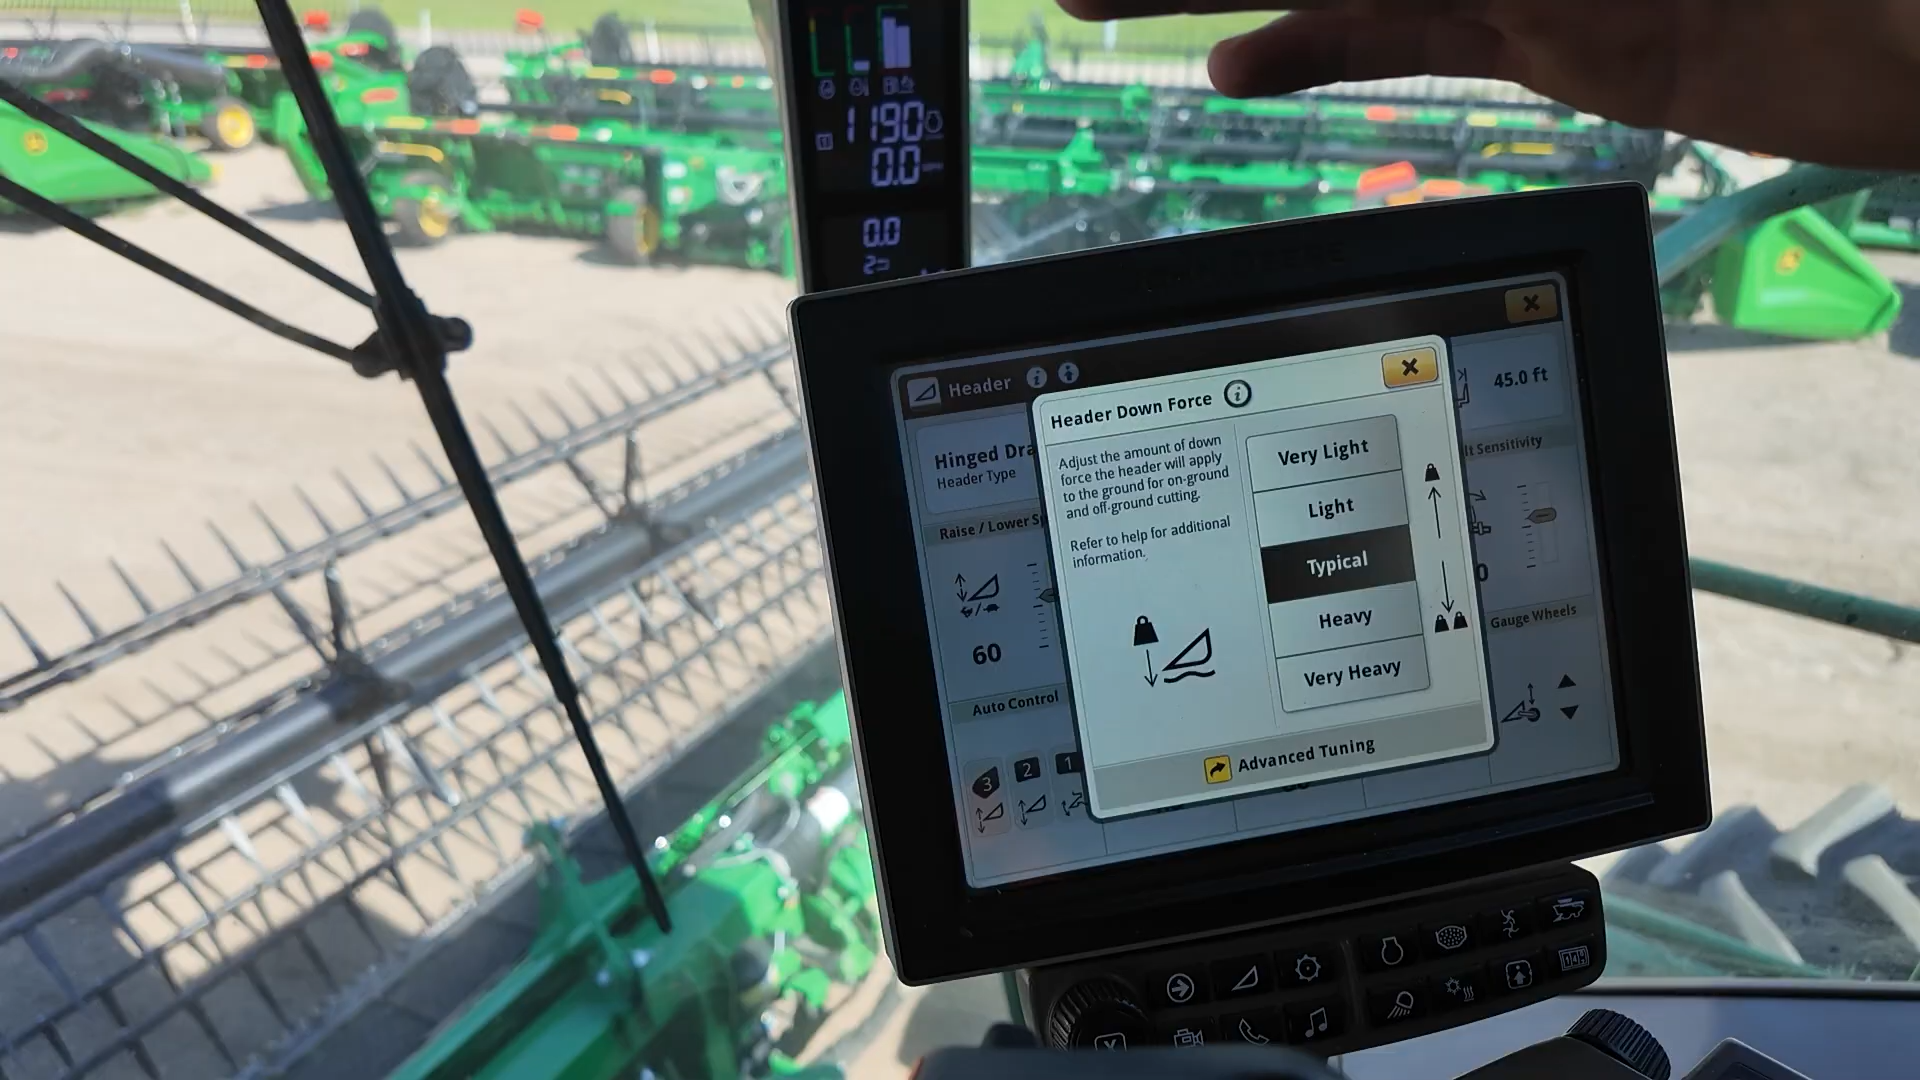 1190
0.0
0.0
Header
45.0 ft
Hinged Dra
Header Type
Raise / Lower Sp
60
Auto Control
3
2
1
Header Down Force
Adjust the amount of down
force the header will apply
to the ground for on-ground
and off-ground cutting.
Refer to help for additional
information.
Very Light
Light
Typical
Heavy
Very Heavy
Advanced Tuning
lt Sensitivity
0
Gauge Wheels